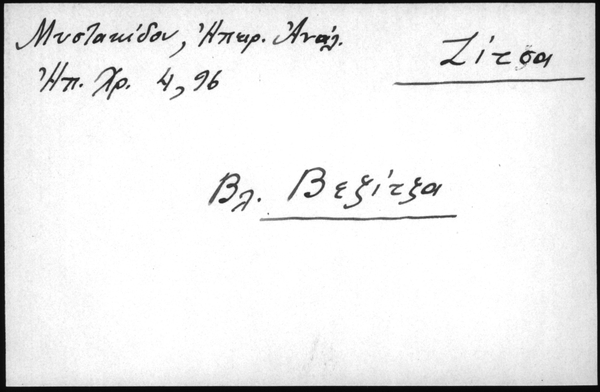 Μυστακίδου, Ἠπειρ. Ἀνάλ.
Ἠπ. Χρ. 4, 96
Ζίτσα
Βλ. Βεζίτζα